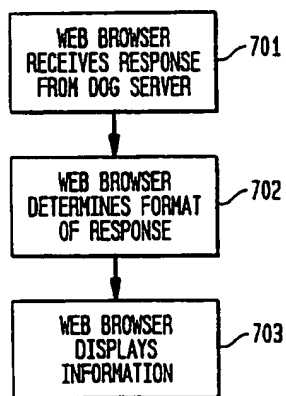 WEB BROWSER
RECEIVES RESPONSE
FROM DOG SERVER
701
WEB BROWSER
DETERMINES FORMAT
OF RESPONSE
702
WEB BROWSER
DISPLAYS
INFORMATION
703